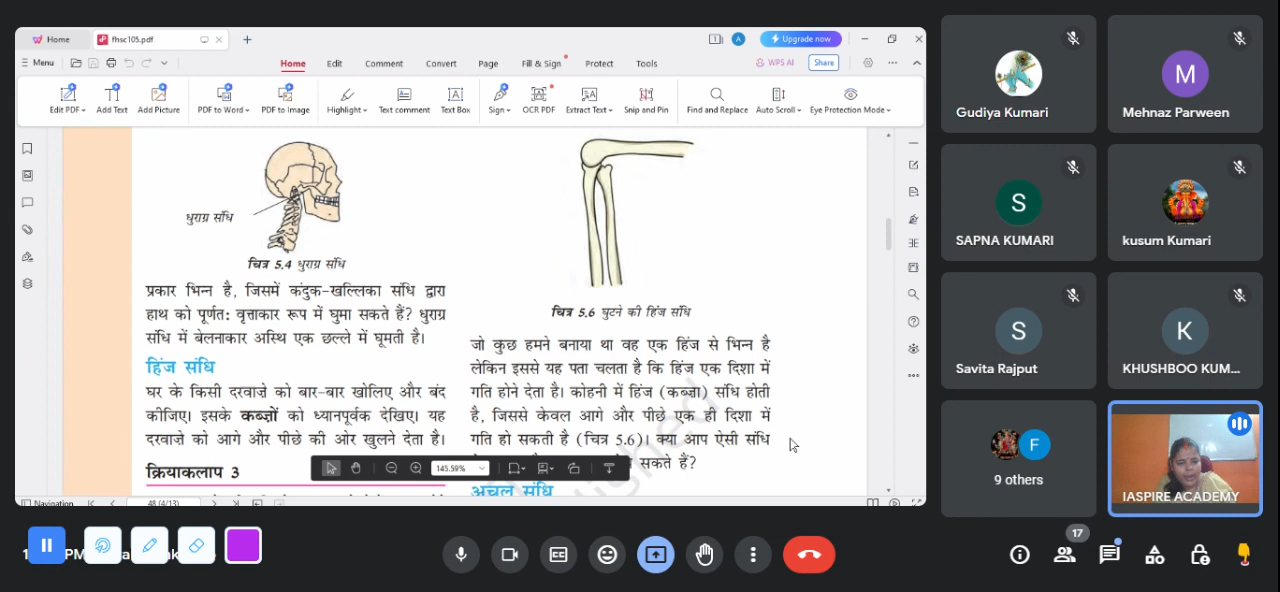 Home
fhsc105.pdf
Upgrade now
Menu
Home
Edit
Comment
Convert
Page
Fill & Sign
Protect
Tools
WPS AI
Share
Edit PDF
Add Text
Add Picture
PDF to Word
PDF to Image
Highlight
Text comment
Text Box
Sign
OCR PDF
Extract Text
Snip and Pin
Find and Replace
Auto Scroll
Eye Protection Mode
धुराग्र संधि
चित्र 5.4 धुराग्र संधि
प्रकार भिन्न है, जिसमें कंदुक-खल्लिका संधि द्वारा
हाथ को पूर्णत: वृत्ताकार रूप में घुमा सकते हैं? धुराग्र
संधि में बेलनाकार अस्थि एक छल्ले में घूमती है।
हिंज संधि
घर के किसी दरवाज़े को बार-बार खोलिए और बंद
कीजिए। इसके कब्ज़ों को ध्यानपूर्वक देखिए। यह
दरवाज़े को आगे और पीछे की ओर खुलने देता है।
क्रियाकलाप 3
चित्र 5.6 घुटने की हिंज संधि
जो कुछ हमने बनाया था वह एक हिंज से भिन्न है
लेकिन इससे यह पता चलता है कि हिंज एक दिशा में
गति होने देता है। कोहनी में हिंज (कब्ज़ा) संधि होती
है, जिससे केवल आगे और पीछे एक ही दिशा में
गति हो सकती है (चित्र 5.6)। क्या आप ऐसी संधि
सकते हैं?
अचल संधि
145.59%
Navigation
48 (4/13)
Gudiya Kumari
M
Mehnaz Parween
S
SAPNA KUMARI
kusum Kumari
S
Savita Rajput
K
KHUSHBOO KUM...
F
9 others
IASPIRE ACADEMY
17